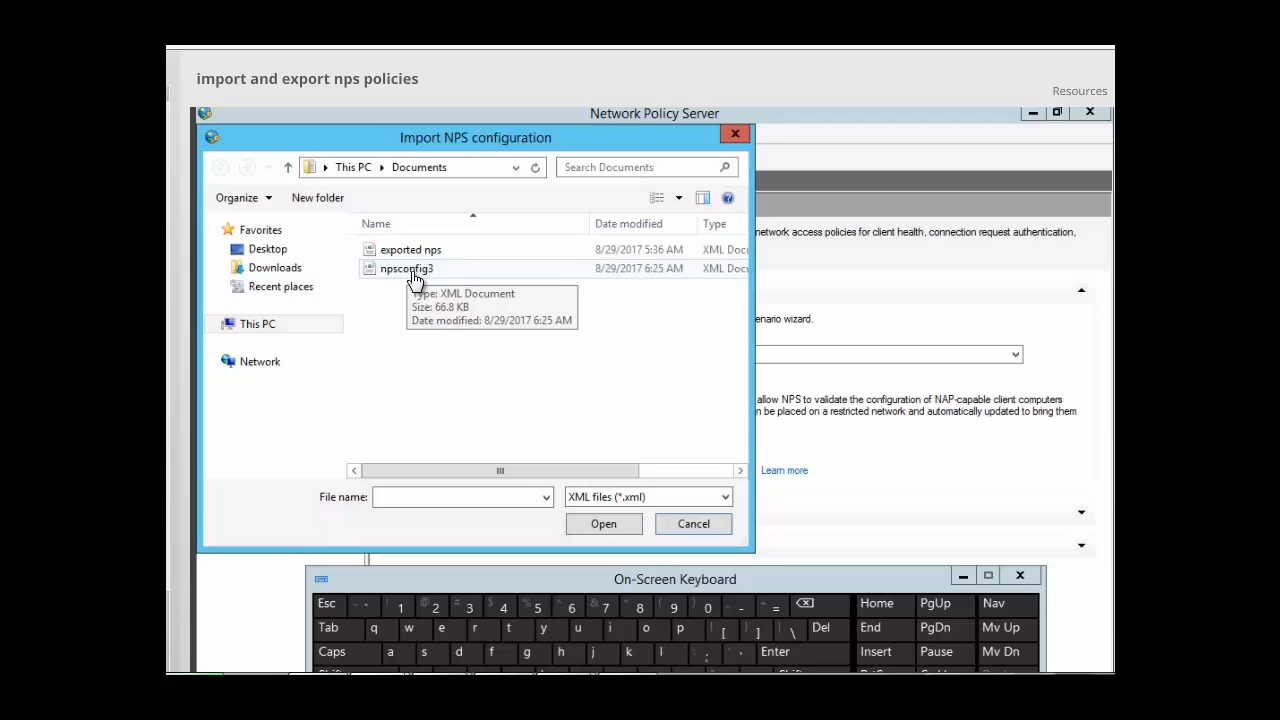 import and export nps policies
Resources
Network Policy Server
Import NPS configuration
This PC
Documents
Search Documents
Organize
New folder
Name
Date modified
Type
Favorites
Desktop
Downloads
Recent places
This PC
Network
exported nps
8/29/2017 5:36 AM
XML Docu
npsconfig3
8/29/2017 6:25 AM
XML Docu
Type: XML Document
Size: 66.8 KB
Date modified: 8/29/2017 6:25 AM
File name:
XML files (*.xml)
Open
Cancel
network access policies for client health, connection request authentication,
enario wizard.
allow NPS to validate the configuration of NAP-capable client computers
n be placed on a restricted network and automatically updated to bring them
Learn more
On-Screen Keyboard
Esc ` ! 1 @ 2 # 3 $ 4 % 5 ^ 6 & 7 * 8 ( 9 ) 0 - = Home PgUp Nav
Tab q w e r t y u i o p [ ] \ Del End PgDn Mv Up
Caps a s d f g h j k l ; ' Enter Insert Pause Mv Dn